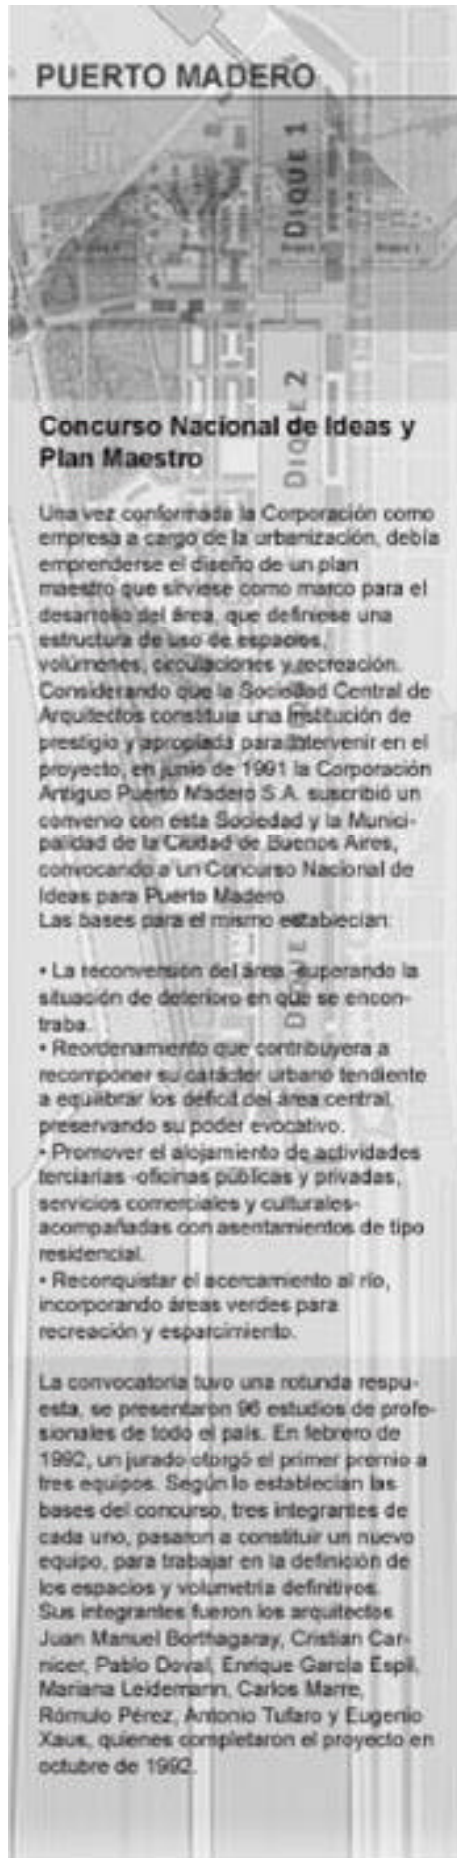 PUERTO MADERO
DIQUE 1
DIQUE 2
Concurso Nacional de Ideas y
Plan Maestro
Una vez conformada la Corporación como
empresa a cargo de la urbanización, debía
emprenderse el diseño de un plan
maestro que sirviese como marco para el
desarrollo del área, que definiese una
estructura de uso de espacios,
volúmenes, circulaciones y recreación.
Considerando que la Sociedad Central de
Arquitectos constituía una institución de
prestigio y apropiada para intervenir en el
proyecto, en junio de 1991 la Corporación
Antiguo Puerto Madero S.A. suscribió un
convenio con esta Sociedad y la Munici-
palidad de la Ciudad de Buenos Aires,
convocando a un Concurso Nacional de
Ideas para Puerto Madero.
Las bases para el mismo establecían:
• La reconversión del área, superando la
situación de deterioro en que se encon-
traba.
• Reordenamiento que contribuyera a
recomponer su carácter urbano tendiente
a equilibrar los déficit del área central,
preservando su poder evocativo.
• Promover el alojamiento de actividades
terciarias -oficinas públicas y privadas,
servicios comerciales y culturales-
acompañadas con asentamientos de tipo
residencial.
• Reconquistar el acercamiento al río,
incorporando áreas verdes para
recreación y esparcimiento.
La convocatoria tuvo una rotunda respu-
esta, se presentaron 96 estudios de profe-
sionales de todo el país. En febrero de
1992, un jurado otorgó el primer premio a
tres equipos. Según lo establecían las
bases del concurso, tres integrantes de
cada uno, pasaron a constituir un nuevo
equipo, para trabajar en la definición de
los espacios y volumetría definitivos.
Sus integrantes fueron los arquitectos
Juan Manuel Borthagaray, Cristian Car-
nicer, Pablo Doval, Enrique García Espil,
Mariana Leidemann, Carlos Marre,
Rómulo Pérez, Antonio Tufaro y Eugenio
Xaus, quienes completaron el proyecto en
octubre de 1992.
DIQUE